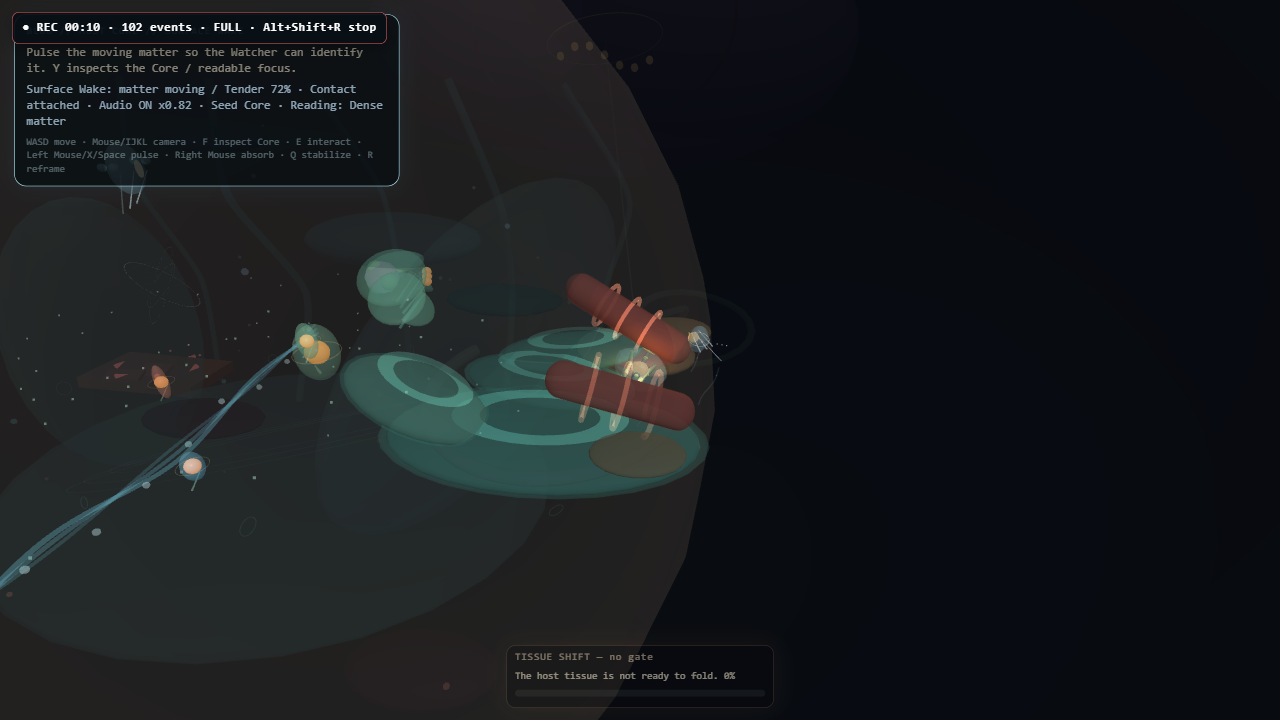 ● REC 00:10 · 102 events · FULL · Alt+Shift+R stop
Pulse the moving matter so the Watcher can identify
it. Y inspects the Core / readable focus.
Surface Wake: matter moving / Tender 72% · Contact
attached · Audio ON x0.82 · Seed Core · Reading: Dense
matter
WASD move · Mouse/IJKL camera · F inspect Core · E interact ·
Left Mouse/X/Space pulse · Right Mouse absorb · Q stabilize · R
reframe
TISSUE SHIFT — no gate
The host tissue is not ready to fold. 0%